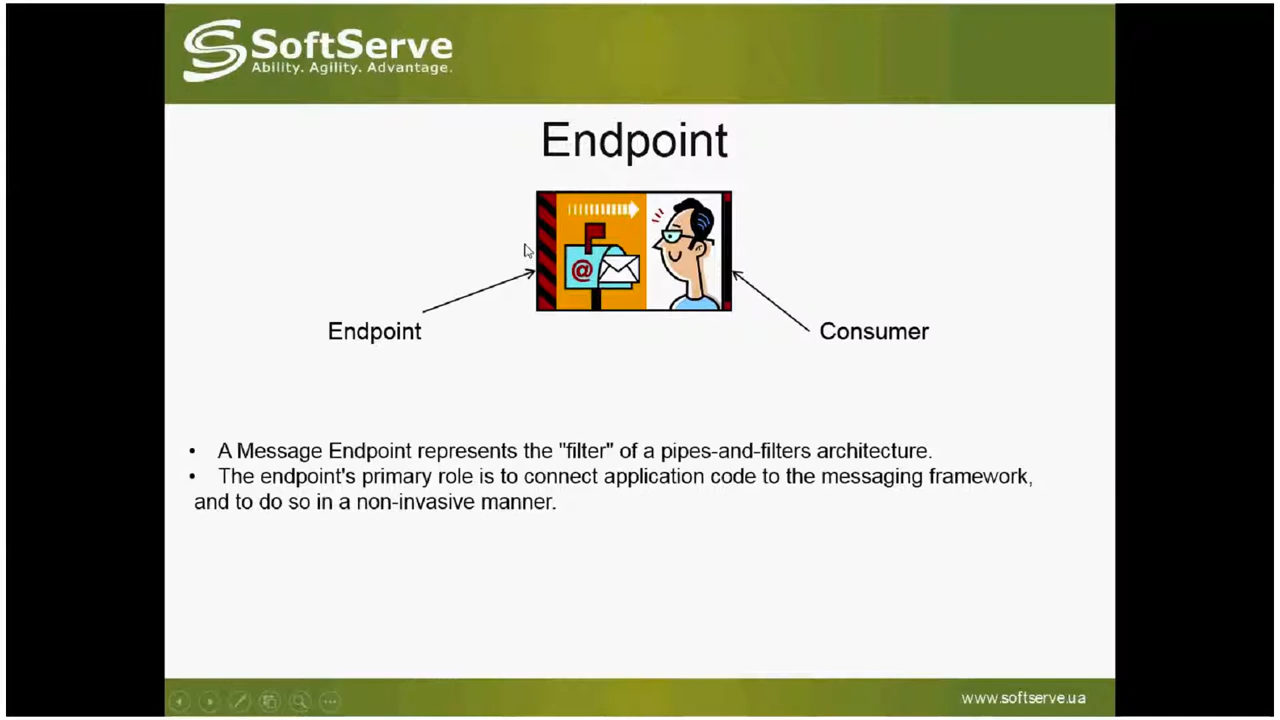 SoftServe
Ability. Agility. Advantage.
Endpoint
@
Endpoint
Consumer
• A Message Endpoint represents the "filter" of a pipes-and-filters architecture.
• The endpoint's primary role is to connect application code to the messaging framework,
and to do so in a non-invasive manner.
www.softserve.ua